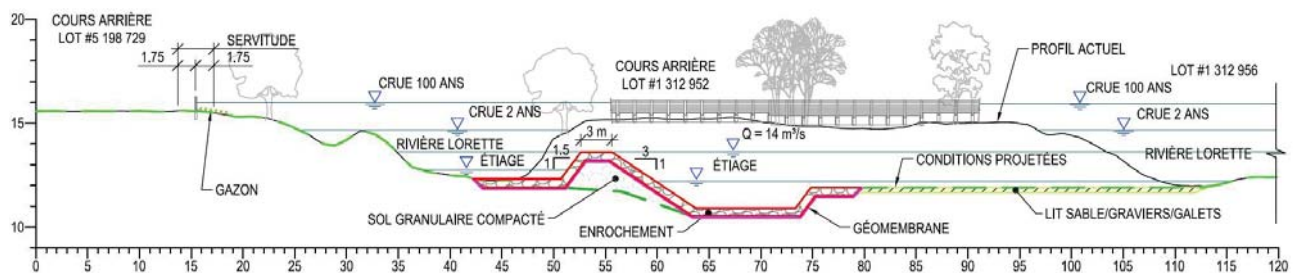 20
15
10
COURS ARRIÈRE
LOT #5 198 729
SERVITUDE
1.75
1.75
COURS ARRIÈRE
LOT #1 312 952
PROFIL ACTUEL
LOT #1 312 956
CRUE 100 ANS
CRUE 100 ANS
CRUE 2 ANS
CRUE 2 ANS
Q = 14 m³/s
RIVIÈRE LORETTE
3 m
RIVIÈRE LORETTE
ÉTIAGE
1.5
1
3
1
ÉTIAGE
CONDITIONS PROJETÉES
GAZON
SOL GRANULAIRE COMPACTÉ
ENROCHEMENT
GÉOMEMBRANE
LIT SABLE/GRAVIERS/GALETS
0 5 10 15 20 25 30 35 40 45 50 55 60 65 70 75 80 85 90 95 100 105 110 115 120